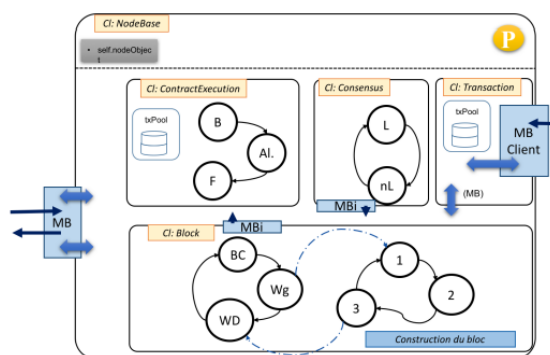 Cl: NodeBase
P
• self.nodeObjec
t
Cl: ContractExecution
Cl: Consensus
Cl: Transaction
txPool
B
Al.
F
L
nL
txPool
MB
Client
MBi
(MB)
MB
MBi
Cl: Block
BC
Wg
WD
1
2
3
Construction du bloc